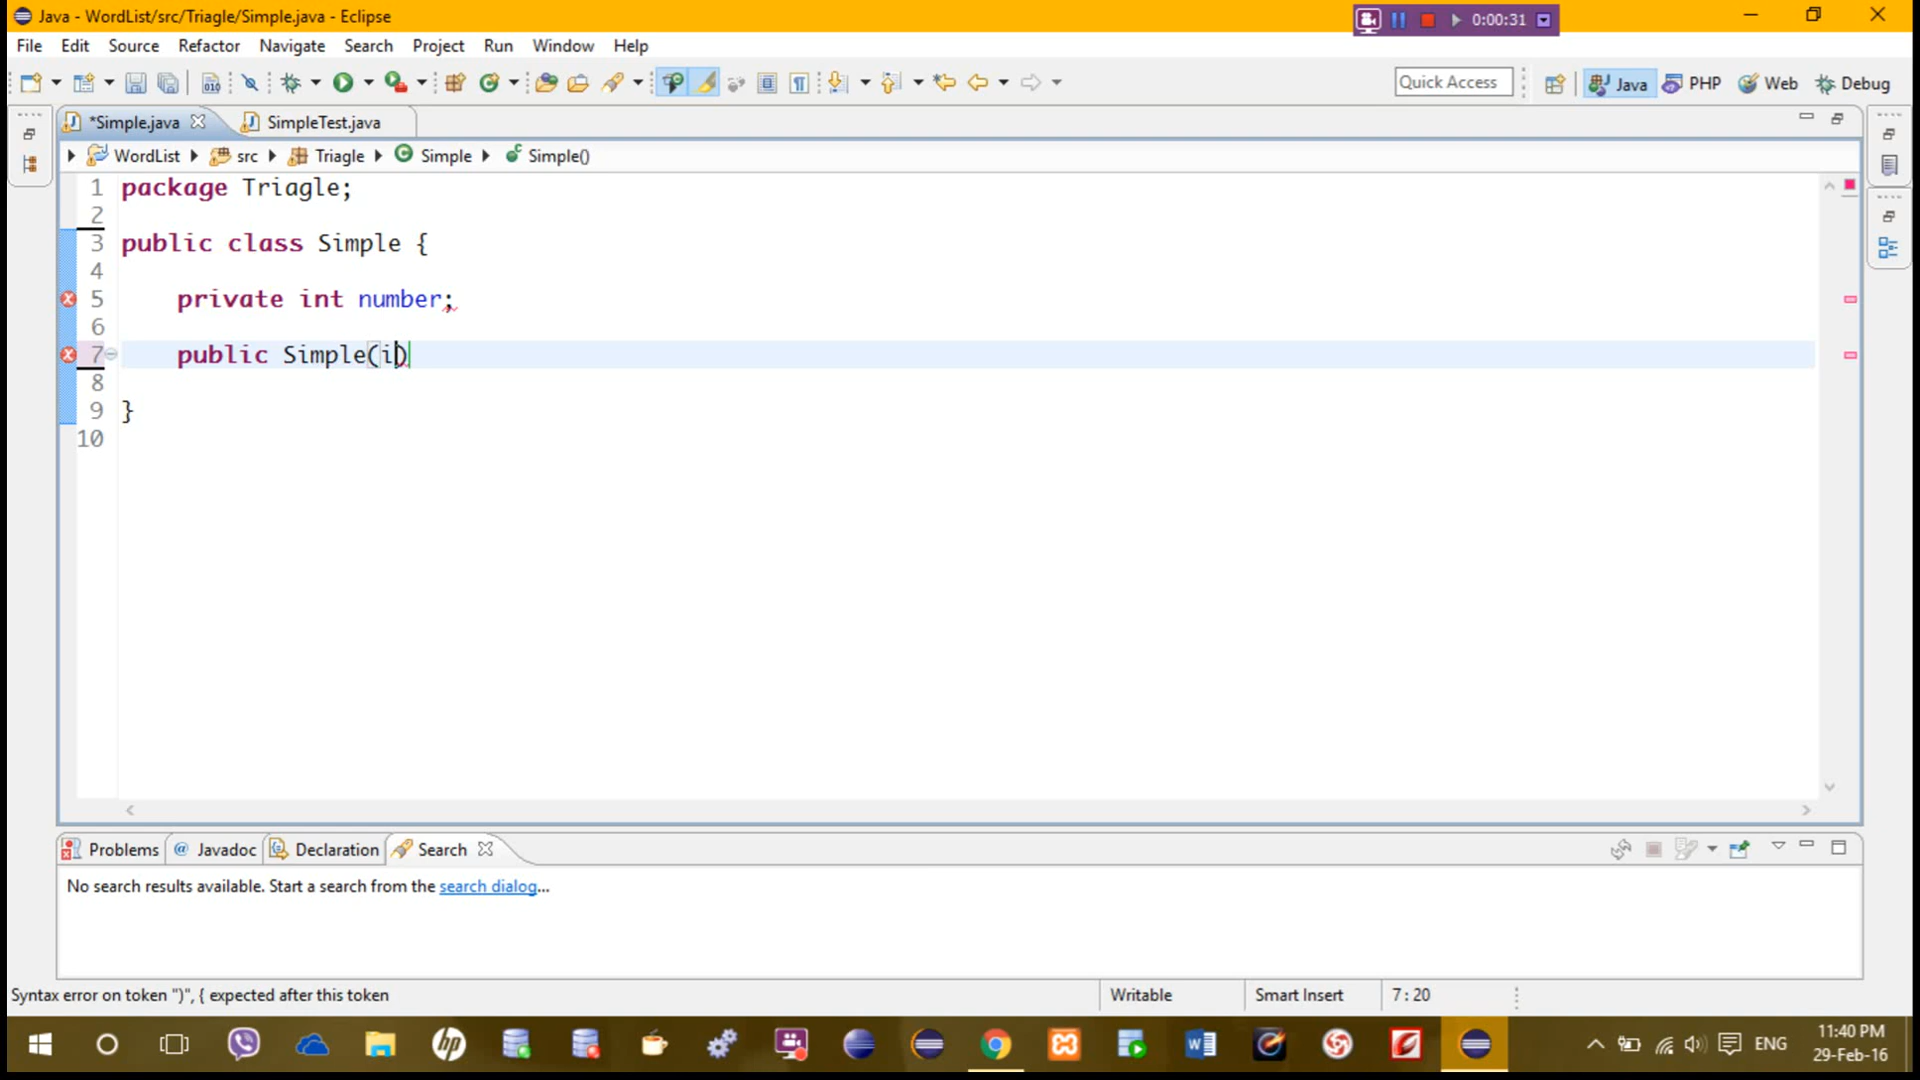 Java - WordList/src/Triagle/Simple.java - Eclipse
0:00:31
File Edit Source Refactor Navigate Search Project Run Window Help
010
Quick Access
Java
PHP
Web
Debug
*Simple.java
SimpleTest.java
WordList
src
Triagle
Simple
Simple()
1 package Triagle;
2
3 public class Simple {
4
5 private int number;
6
7 public Simple(i)
8
9 }
10
Problems
@ Javadoc
Declaration
Search
No search results available. Start a search from the search dialog...
Syntax error on token ")", { expected after this token
Writable
Smart Insert
7 : 20
hp
ENG
11:40 PM
29-Feb-16